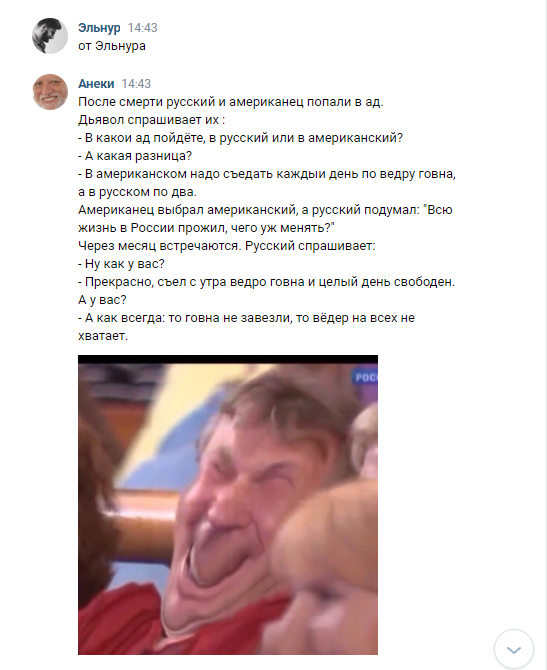 Эльнур 14:43
от Эльнура
Анеки 14:43
После смерти русский и американец попали в ад.
Дьявол спрашивает их :
- В какои ад пойдёте, в русский или в американский?
- А какая разница?
- В американском надо съедать каждыи день по ведру говна,
а в русском по два.
Американец выбрал американский, а русский подумал: "Всю
жизнь в России прожил, чего уж менять?"
Через месяц встречаются. Русский спрашивает:
- Ну как у вас?
- Прекрасно, съел с утра ведро говна и целый день свободен.
А у вас?
- А как всегда: то говна не завезли, то вёдер на всех не
хватает.
РОСС